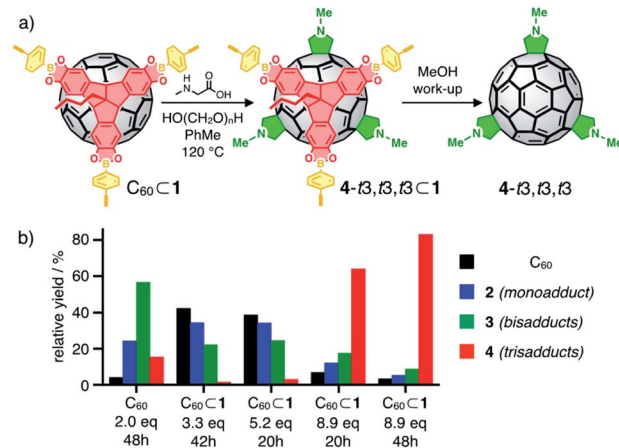 a)
Me
N
B
O
O
O
O
B
N
H
O
OH
HO(CH₂O)ₙH
PhMe
120 °C
O
O
B
C₆₀⊂1
Me
N
B
O
O
O
O
B
N
Me
N
Me
O
O
B
4-t3,t3,t3⊂1
MeOH
work-up
N
Me
N
Me
4-t3,t3,t3
b)
relative yield / %
80
60
40
20
0
C₆₀
2 (monoadduct)
3 (bisadducts)
4 (trisadducts)
C₆₀ C₆₀⊂1 C₆₀⊂1 C₆₀⊂1 C₆₀⊂1
2.0 eq 3.3 eq 5.2 eq 8.9 eq 8.9 eq
48h 42h 20h 20h 48h